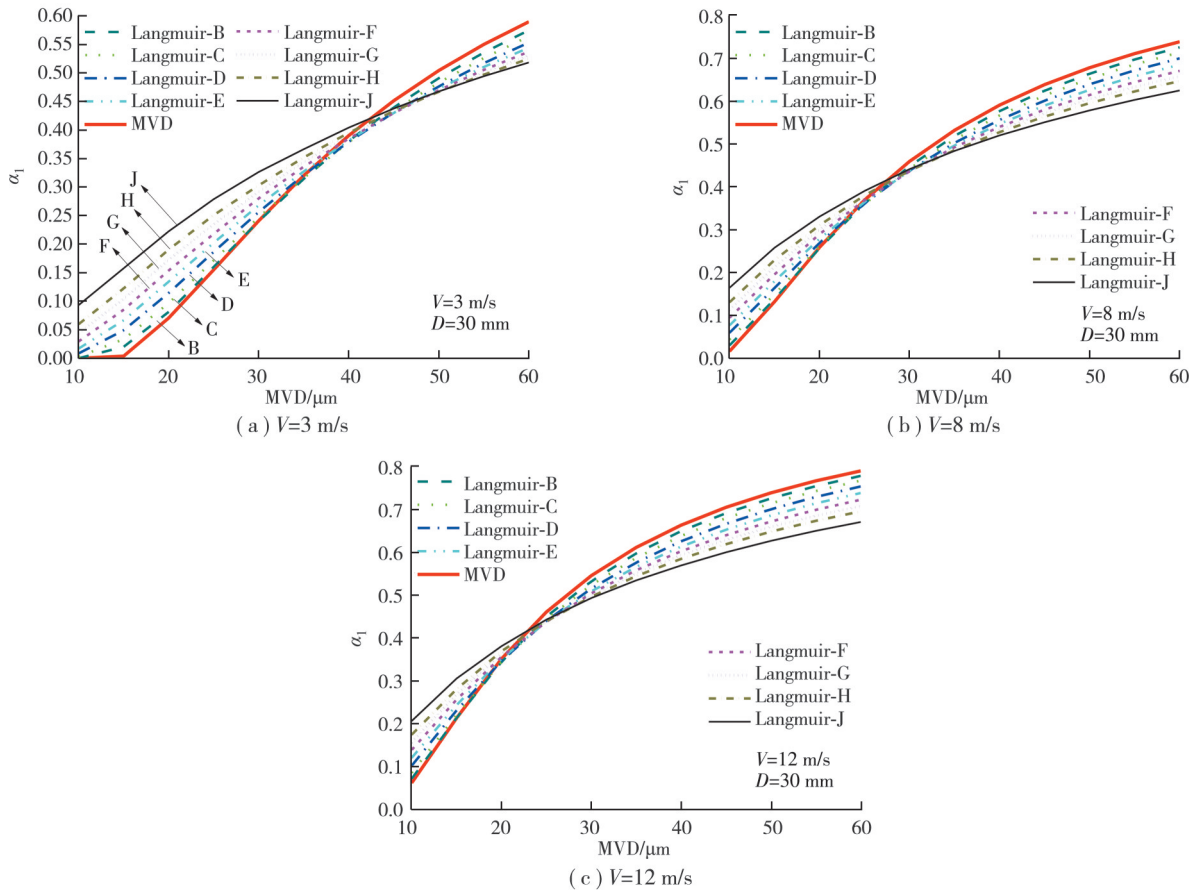 0.60
0.55
0.50
0.45
0.40
0.35
0.30
0.25
0.20
0.15
0.10
0.05
0.00
α₁
Langmuir-B
Langmuir-C
Langmuir-D
Langmuir-E
MVD
Langmuir-F
Langmuir-G
Langmuir-H
Langmuir-J
J
H
G
F
E
D
C
B
V=3 m/s
D=30 mm
10 20 30 40 50 60
MVD/μm
( a ) V=3 m/s
0.8
0.7
0.6
0.5
0.4
0.3
0.2
0.1
0.0
α₁
Langmuir-B
Langmuir-C
Langmuir-D
Langmuir-E
MVD
Langmuir-F
Langmuir-G
Langmuir-H
Langmuir-J
V=8 m/s
D=30 mm
10 20 30 40 50 60
MVD/μm
( b ) V=8 m/s
0.8
0.7
0.6
0.5
0.4
0.3
0.2
0.1
0.0
α₁
Langmuir-B
Langmuir-C
Langmuir-D
Langmuir-E
MVD
Langmuir-F
Langmuir-G
Langmuir-H
Langmuir-J
V=12 m/s
D=30 mm
10 20 30 40 50 60
MVD/μm
( c ) V=12 m/s